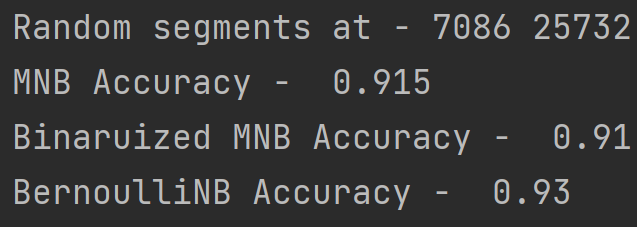 Random segments at - 7086 25732
MNB Accuracy -  0.915
Binaruized MNB Accuracy -  0.91
BernoulliNB Accuracy -  0.93